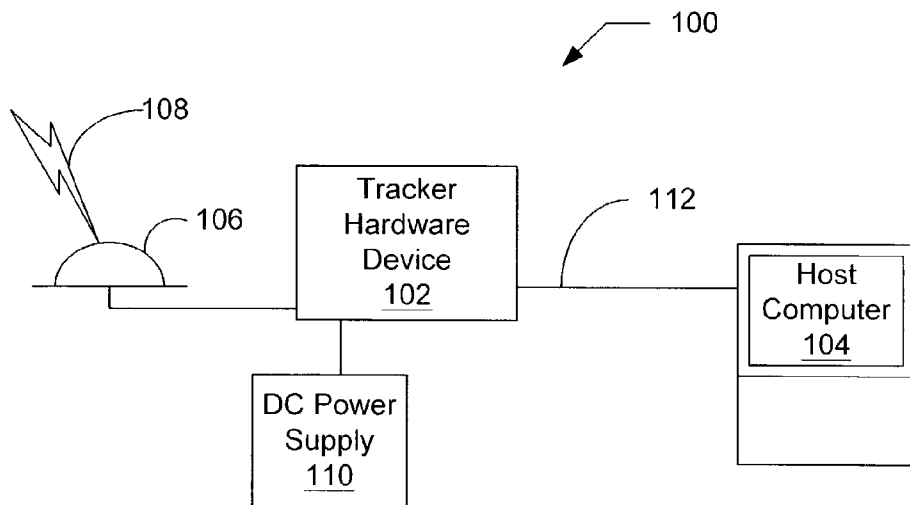 100
108
106
Tracker
Hardware
Device
102
112
Host
Computer
104
DC Power
Supply
110